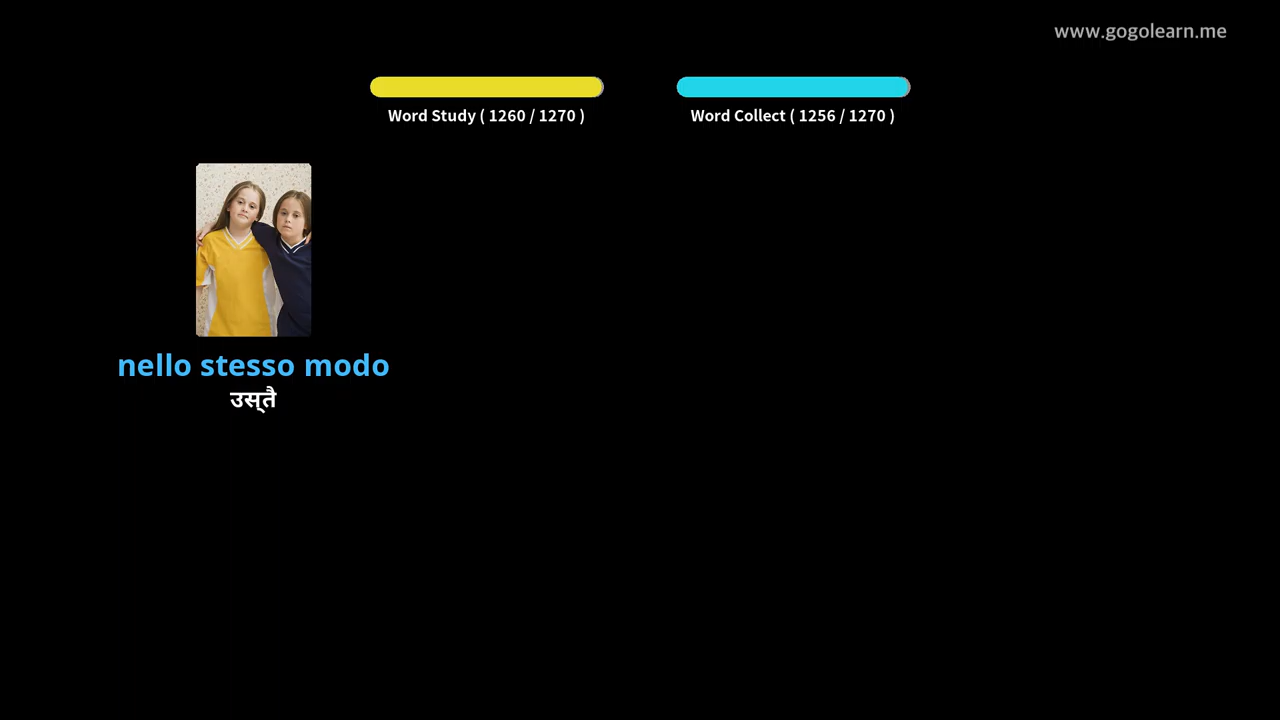 www.gogolearn.me
Word Study ( 1260 / 1270 )
Word Collect ( 1256 / 1270 )
nello stesso modo
उस्तै